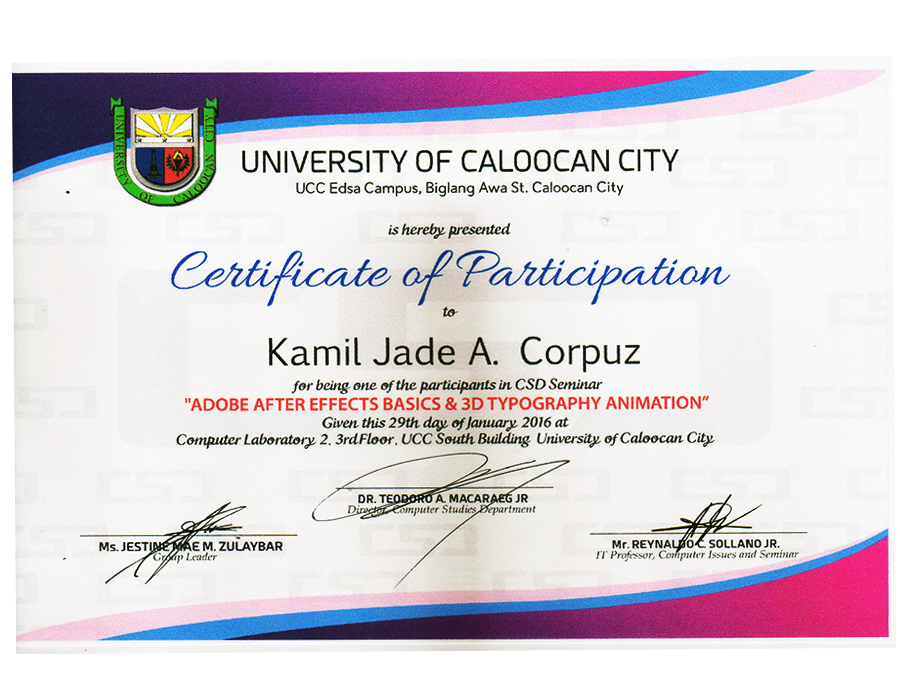 UNIVERSITY OF CALOOCAN CITY
UNIVERSITY OF CALOOCAN CITY
UCC Edsa Campus, Biglang Awa St. Caloocan City
is hereby presented
Certificate of Participation
to
Kamil Jade A. Corpuz
for being one of the participants in CSD Seminar
"ADOBE AFTER EFFECTS BASICS & 3D TYPOGRAPHY ANIMATION”
Given this 29th day of January 2016 at
Computer Laboratory 2, 3rd Floor, UCC South Building University of Caloocan City
DR. TEODORO A. MACARAEG JR
Director, Computer Studies Department
Ms. JESTINE MAE M. ZULAYBAR
Group Leader
Mr. REYNALDO C. SOLLANO JR.
IT Professor, Computer Issues and Seminar